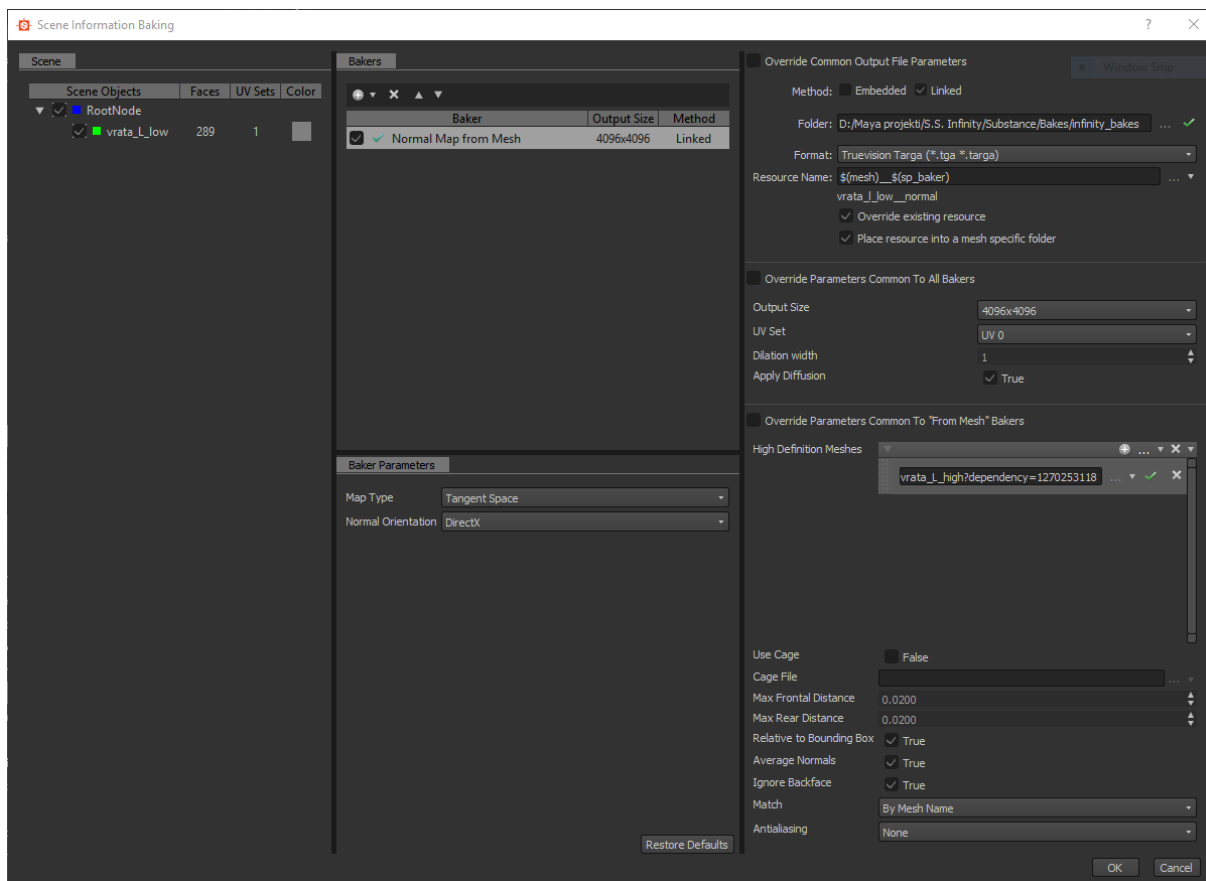 Scene Information Baking
?
Scene
Scene Objects Faces UV Sets Color
RootNode
vrata_L_low 289 1
Bakers
Baker Output Size Method
Normal Map from Mesh 4096x4096 Linked
Baker Parameters
Map Type Tangent Space
Normal Orientation DirectX
Restore Defaults
Override Common Output File Parameters
Window Snip
Method: Embedded Linked
Folder: D:/Maya projekti/S.S. Infinity/Substance/Bakes/infinity_bakes ...
Format: Truevision Targa (*.tga *.targa)
Resource Name: $(mesh)__$(sp_baker) ...
vrata_l_low__normal
Override existing resource
Place resource into a mesh specific folder
Override Parameters Common To All Bakers
Output Size 4096x4096
UV Set UV 0
Dilation width 1
Apply Diffusion True
Override Parameters Common To "From Mesh" Bakers
High Definition Meshes ...
vrata_L_high?dependency=1270253118 ...
Use Cage False
Cage File ...
Max Frontal Distance 0.0200
Max Rear Distance 0.0200
Relative to Bounding Box True
Average Normals True
Ignore Backface True
Match By Mesh Name
Antialiasing None
OK Cancel